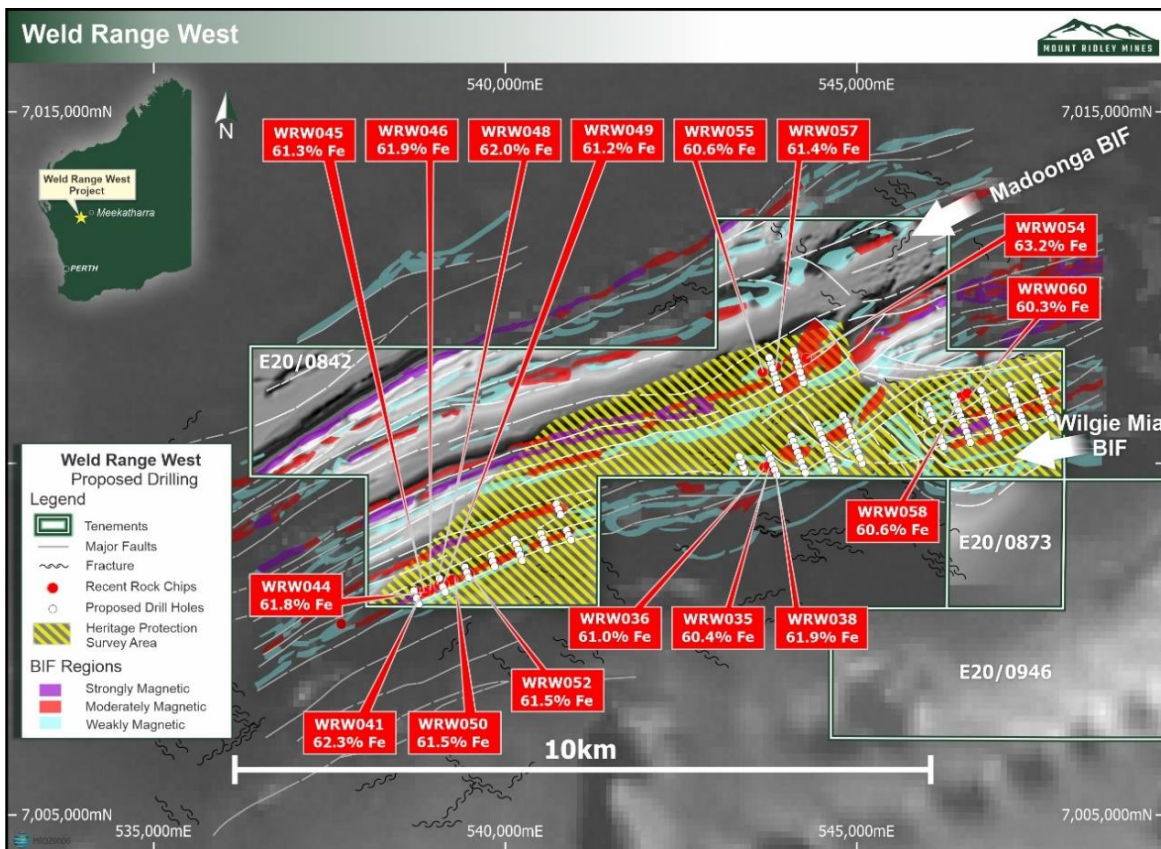 Weld Range West
MOUNT RIDLEY MINES
540,000mE
545,000mE
7,015,000mN
7,015,000mN
N
Weld Range West
Project
Meekatharra
PERTH
WRW045
61.3% Fe
WRW046
61.9% Fe
WRW048
62.0% Fe
WRW049
61.2% Fe
WRW055
60.6% Fe
WRW057
61.4% Fe
Madoonga BIF
WRW054
63.2% Fe
WRW060
60.3% Fe
E20/0842
Wilgie Mia
BIF
WRW058
60.6% Fe
E20/0873
WRW044
61.8% Fe
WRW036
61.0% Fe
WRW035
60.4% Fe
WRW038
61.9% Fe
E20/0946
WRW052
61.5% Fe
WRW041
62.3% Fe
WRW050
61.5% Fe
10km
Weld Range West
Proposed Drilling
Legend
Tenements
Major Faults
Fracture
Recent Rock Chips
Proposed Drill Holes
Heritage Protection
Survey Area
BIF Regions
Strongly Magnetic
Moderately Magnetic
Weakly Magnetic
7,005,000mN
7,005,000mN
535,000mE
540,000mE
545,000mE